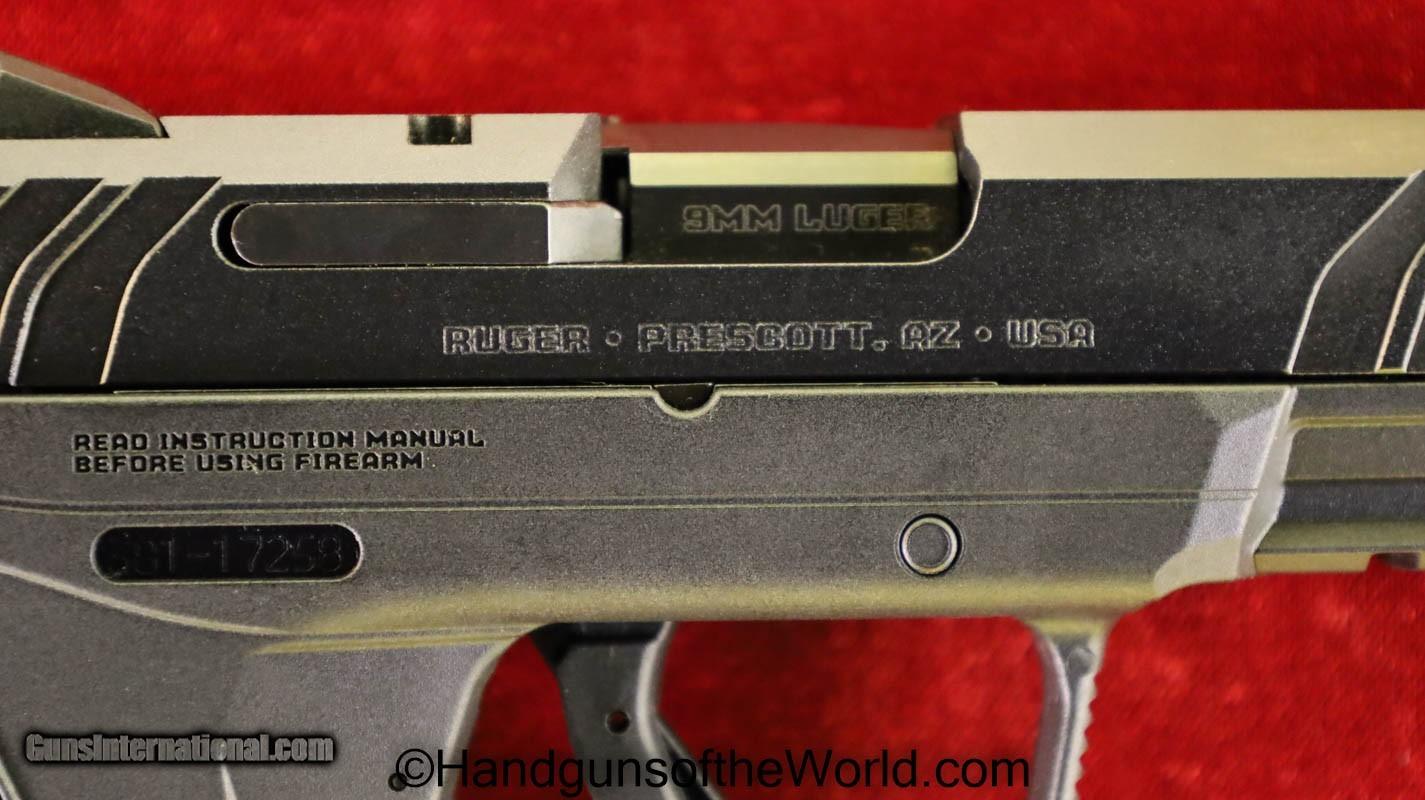 9MM LUGER
RUGER • PRESCOTT, AZ • USA
READ INSTRUCTION MANUAL
BEFORE USING FIREARM
GunsInternational.com
©HandgunsoftheWorld.com